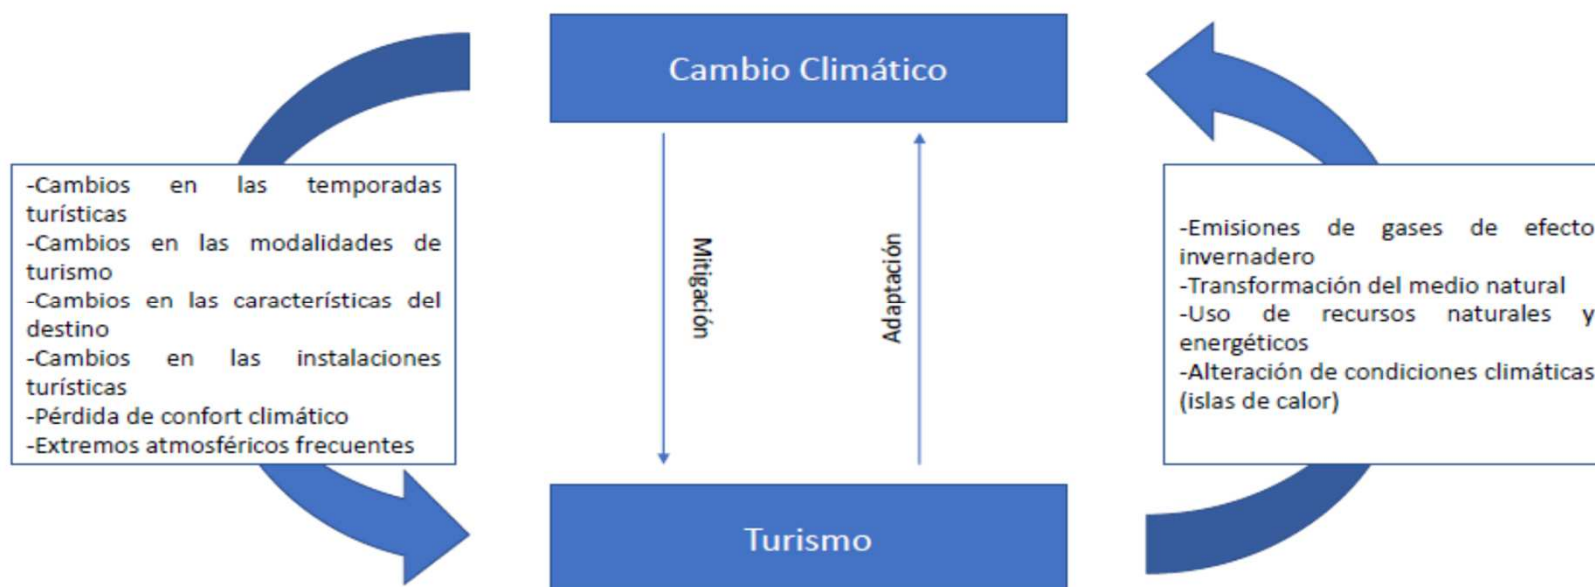 Cambio Climático
-Cambios en las temporadas
turísticas
-Cambios en las modalidades de
turismo
-Cambios en las características del
destino
-Cambios en las instalaciones
turísticas
-Pérdida de confort climático
-Extremos atmosféricos frecuentes
Mitigación
Adaptación
-Emisiones de gases de efecto
invernadero
-Transformación del medio natural
-Uso de recursos naturales y
energéticos
-Alteración de condiciones climáticas
(islas de calor)
Turismo